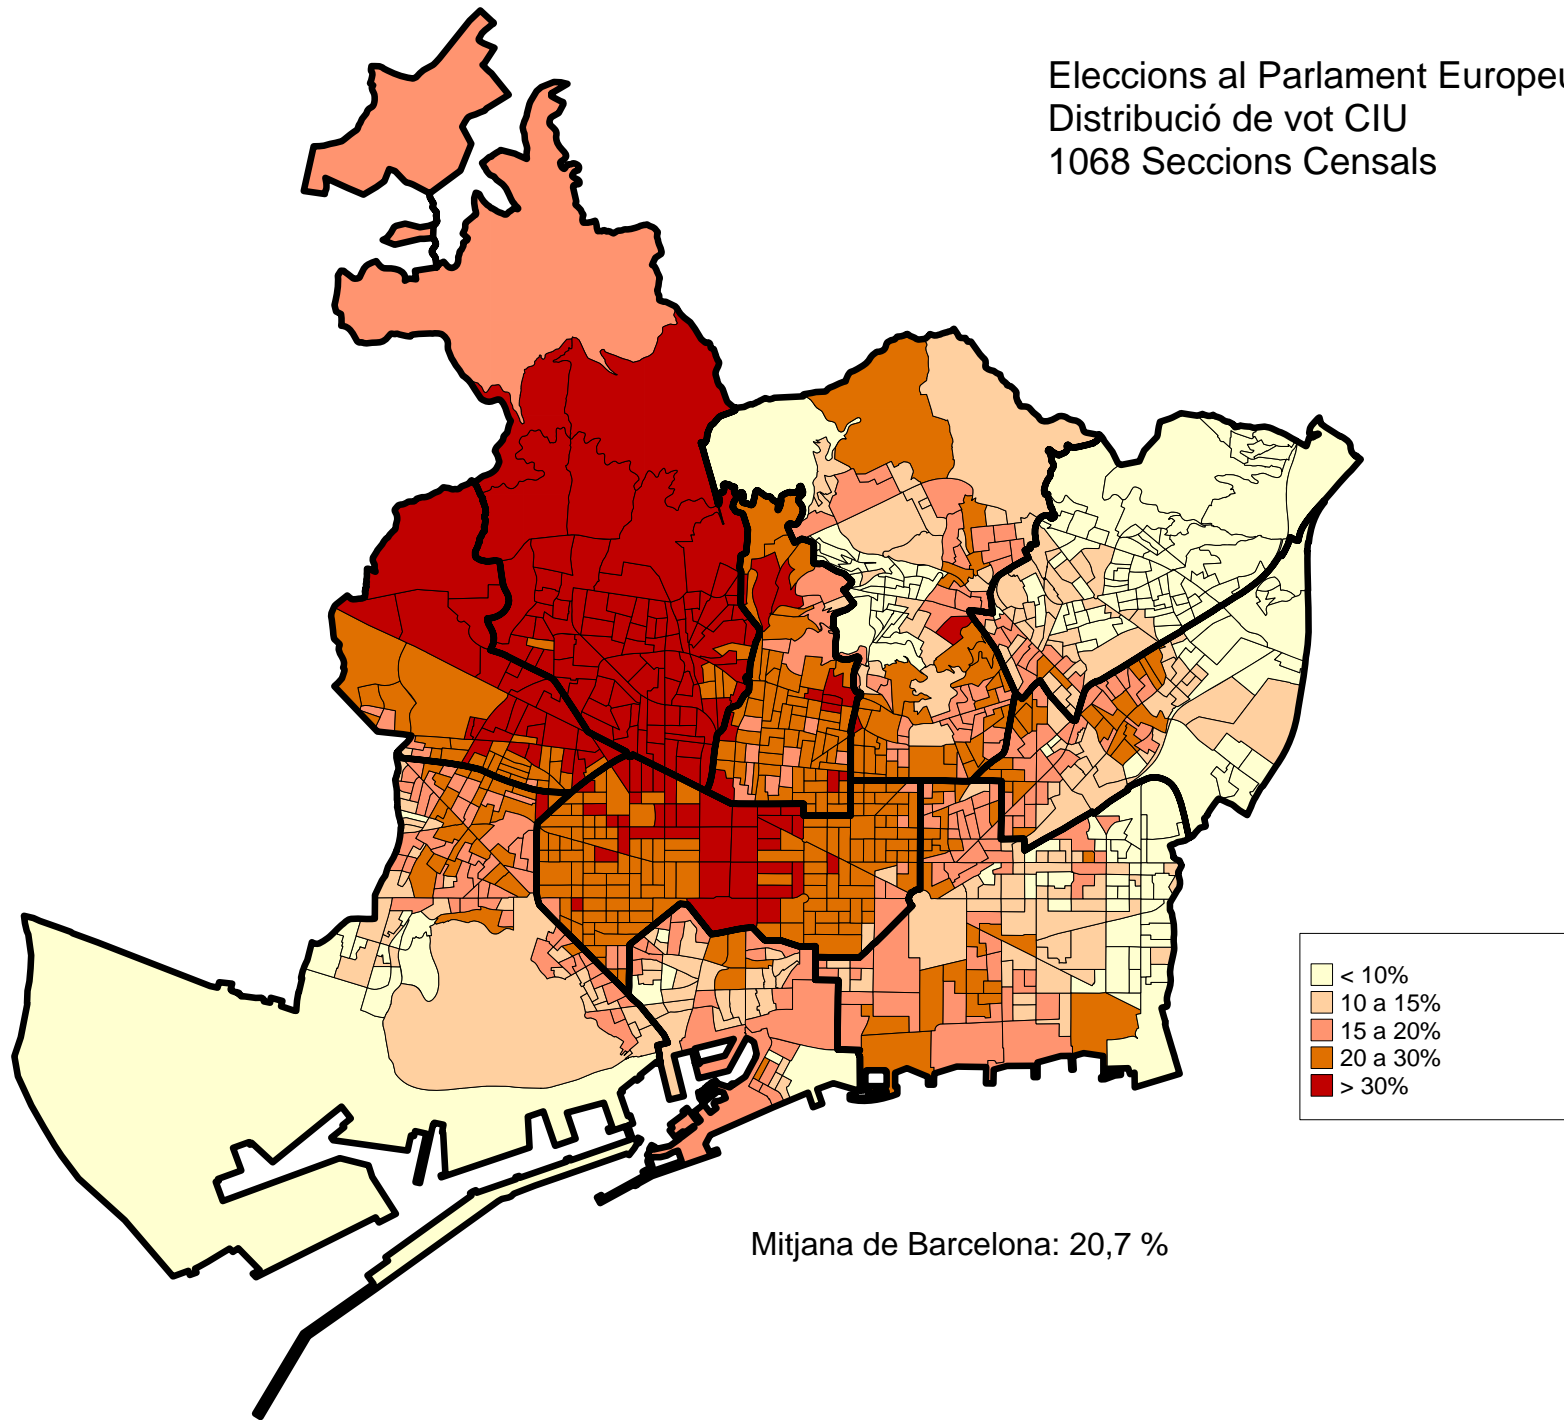 Eleccions al Parlament Europeu
Distribució de vot CIU
1068 Seccions Censals
< 10%
10 a 15%
15 a 20%
20 a 30%
> 30%
Mitjana de Barcelona: 20,7 %